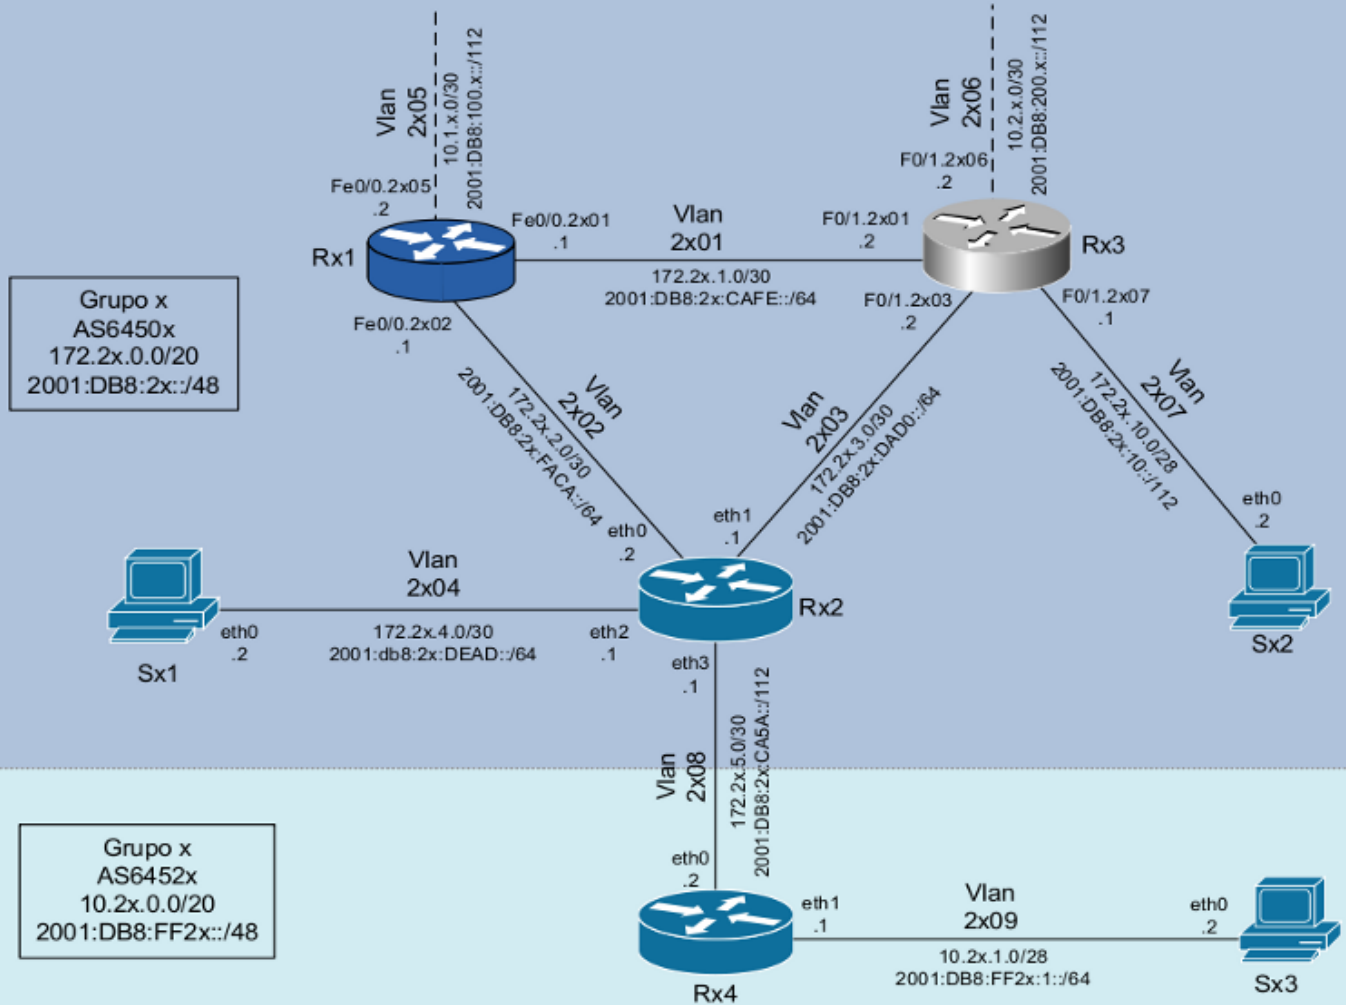 Vlan
2x05
10.1.x.0/30
2001:DB8:100.x::/112
Vlan
2x06
10.2.x.0/30
2001:DB8:200.x::/112
Fe0/0.2x05
.2
F0/1.2x06
.2
Rx1
Fe0/0.2x01
.1
Vlan
2x01
172.2x.1.0/30
2001:DB8:2x:CAFE::/64
F0/1.2x01
.2
Rx3
Fe0/0.2x02
.1
F0/1.2x03
.2
F0/1.2x07
.1
Grupo x
AS6450x
172.2x.0.0/20
2001:DB8:2x::/48
Vlan
2x02
172.2x.2.0/30
2001:DB8:2x:FACA::/64
Vlan
2x03
172.2x.3.0/30
2001:DB8:2x:DAD0::/64
Vlan
2x07
172.2x.10.0/28
2001:DB8:2x:10::/112
eth0
.2
eth1
.1
eth0
.2
Vlan
2x04
172.2x.4.0/30
2001:db8:2x:DEAD::/64
eth0
.2
eth2
.1
Rx2
Sx1
Sx2
eth3
.1
Vlan
2x08
172.2x.5.0/30
2001:DB8:2x:CA5A::/112
Grupo x
AS6452x
10.2x.0.0/20
2001:DB8:FF2x::/48
eth0
.2
eth1
.1
Vlan
2x09
10.2x.1.0/28
2001:DB8:FF2x:1::/64
eth0
.2
Rx4
Sx3